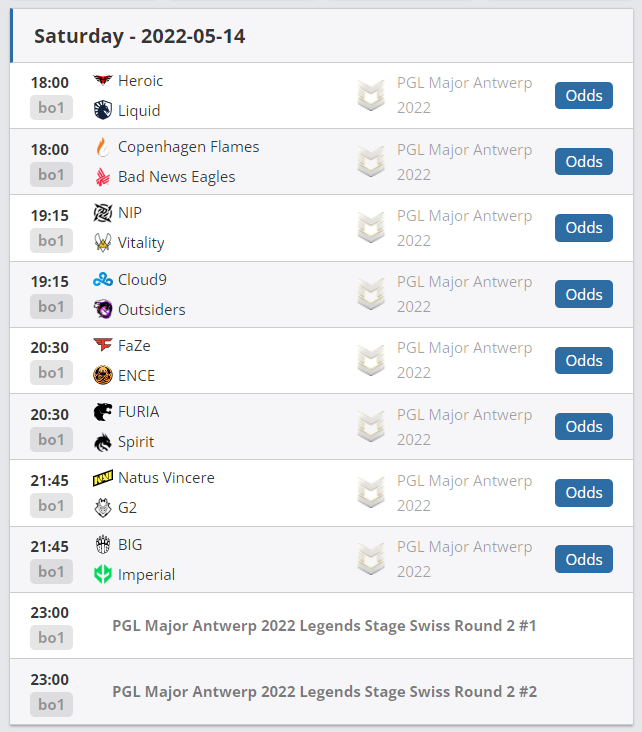 Saturday - 2022-05-14
18:00
bo1
Heroic
Liquid
PGL Major Antwerp
2022
Odds
18:00
bo1
Copenhagen Flames
Bad News Eagles
PGL Major Antwerp
2022
Odds
19:15
bo1
NIP
Vitality
PGL Major Antwerp
2022
Odds
19:15
bo1
Cloud9
Outsiders
PGL Major Antwerp
2022
Odds
20:30
bo1
FaZe
ENCE
PGL Major Antwerp
2022
Odds
20:30
bo1
FURIA
Spirit
PGL Major Antwerp
2022
Odds
21:45
bo1
Natus Vincere
G2
PGL Major Antwerp
2022
Odds
21:45
bo1
BIG
Imperial
PGL Major Antwerp
2022
Odds
23:00
bo1
PGL Major Antwerp 2022 Legends Stage Swiss Round 2 #1
23:00
bo1
PGL Major Antwerp 2022 Legends Stage Swiss Round 2 #2